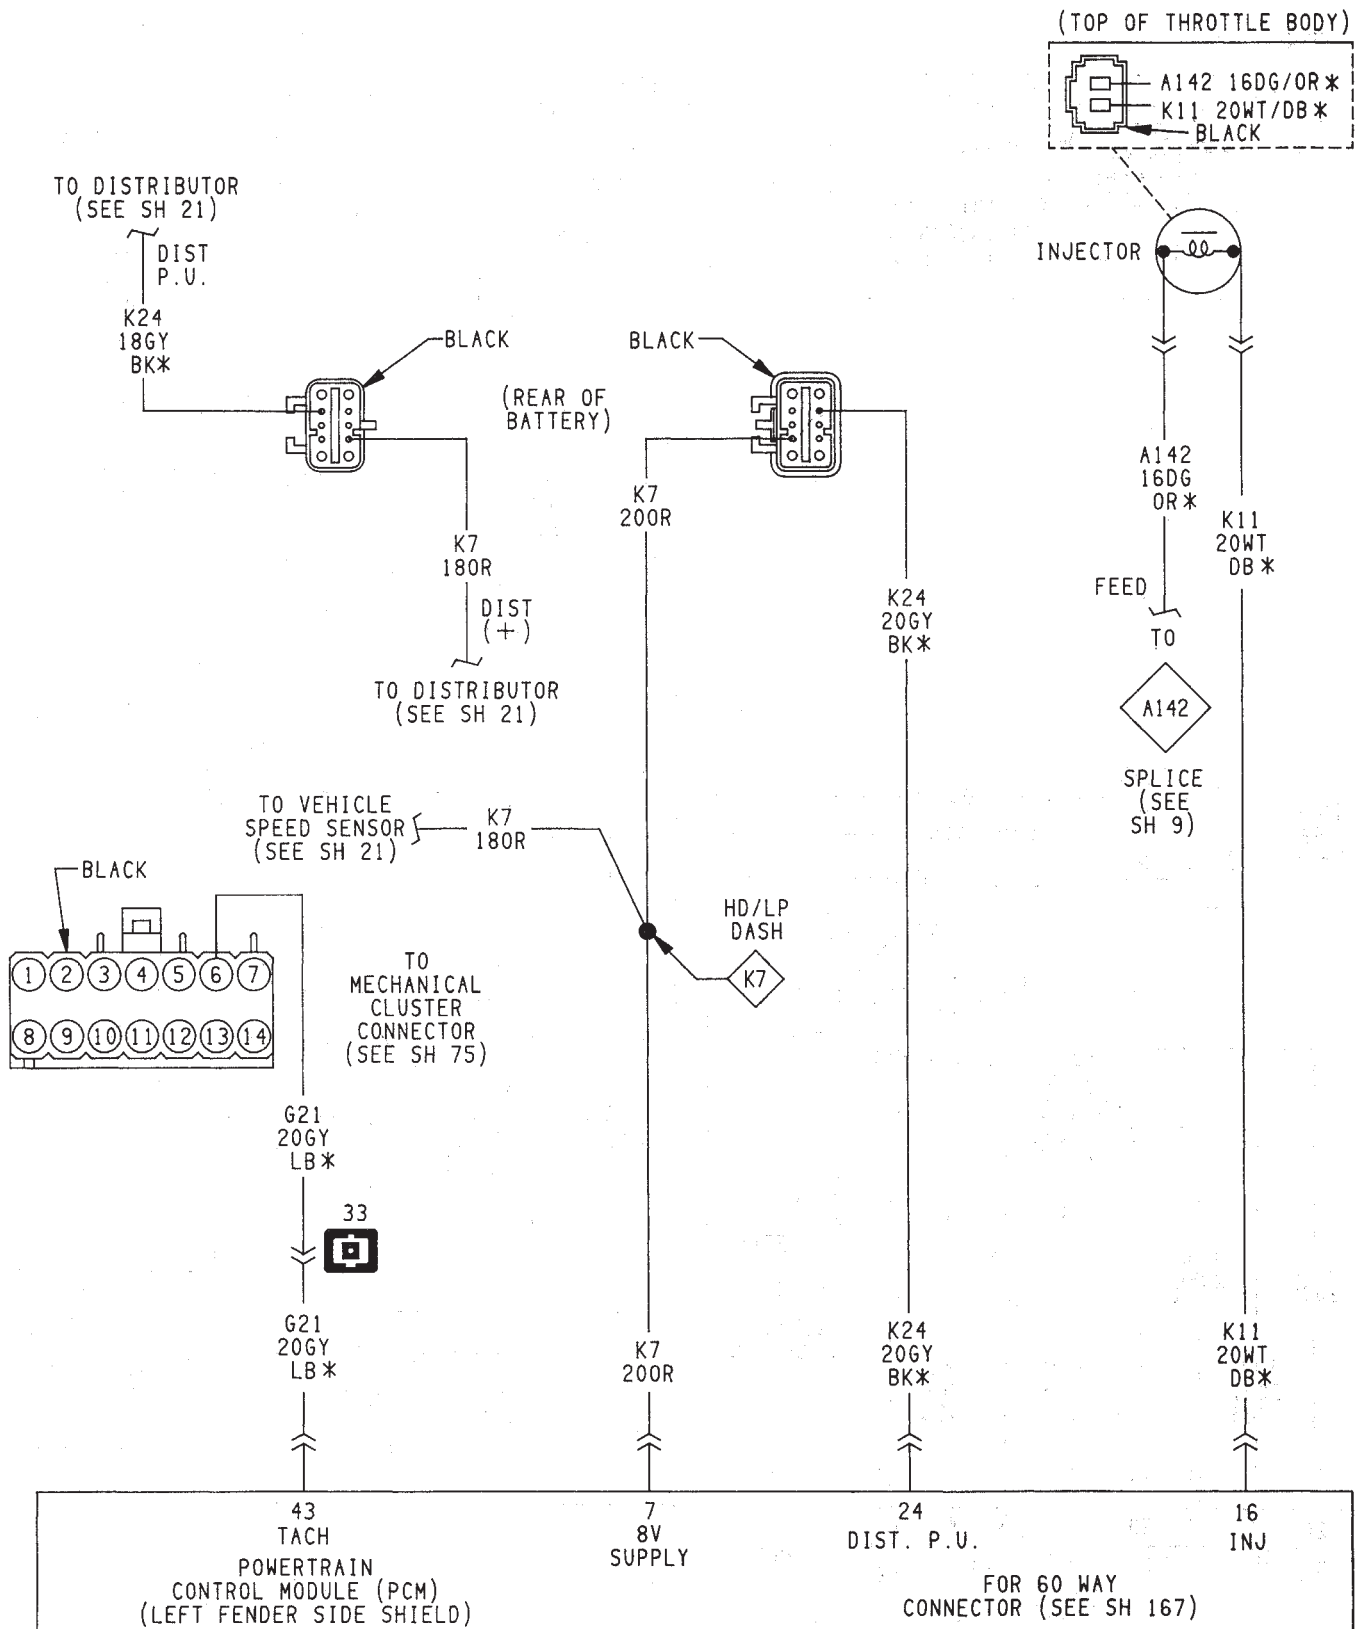 (TOP OF THROTTLE BODY)
A142 16DG/OR*
K11 20WT/DB*
BLACK
TO DISTRIBUTOR
(SEE SH 21)
DIST
P.U.
K24
18GY
BK*
BLACK
BLACK
(REAR OF
BATTERY)
INJECTOR
K7
20OR
K7
18OR
DIST
(+)
TO DISTRIBUTOR
(SEE SH 21)
K24
20GY
BK*
A142
16DG
OR*
K11
20WT
DB*
FEED
TO
A142
SPLICE
(SEE
SH 9)
TO VEHICLE
SPEED SENSOR
(SEE SH 21)
K7
18OR
HD/LP
DASH
K7
BLACK
1 2 3 4 5 6 7
8 9 10 11 12 13 14
TO
MECHANICAL
CLUSTER
CONNECTOR
(SEE SH 75)
G21
20GY
LB*
33
G21
20GY
LB*
K7
20OR
K24
20GY
BK*
K11
20WT
DB*
43
TACH
7
8V
SUPPLY
24
DIST. P.U.
16
INJ
POWERTRAIN
CONTROL MODULE (PCM)
(LEFT FENDER SIDE SHIELD)
FOR 60 WAY
CONNECTOR (SEE SH 167)